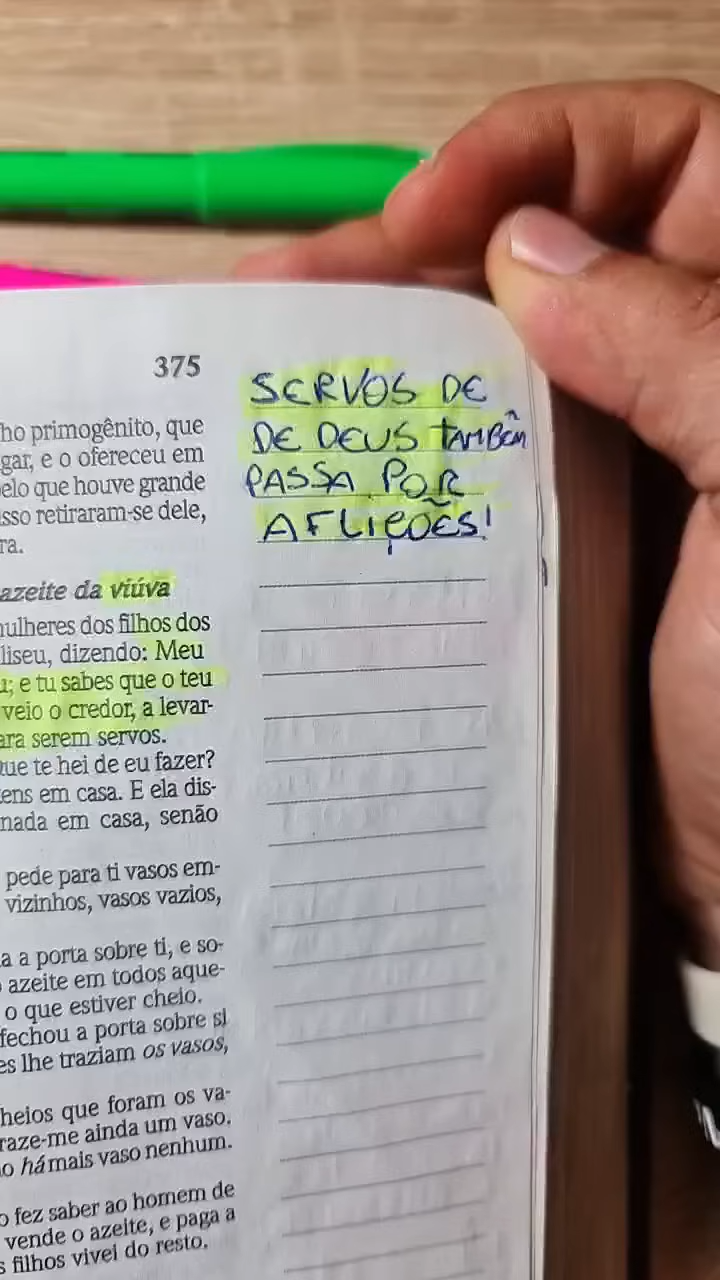 375
SERVOS DE
DE DEUS TAMBÊM
PASSA POR
AFLIÇÕES!
ho primogênito, que
gar, e o ofereceu em
elo que houve grande
sso retiraram-se dele,
ra.
azeite da viúva
nulheres dos filhos dos
liseu, dizendo: Meu
u; e tu sabes que o teu
veio o credor, a levar-
ara serem servos.
ue te hei de eu fazer?
tens em casa. E ela dis-
nada em casa, senão
pede para ti vasos em-
vizinhos, vasos vazios,
a a porta sobre ti, e so-
azeite em todos aque-
o que estiver cheio.
fechou a porta sobre si
es lhe traziam os vasos,
heios que foram os va-
raze-me ainda um vaso.
o há mais vaso nenhum.
o fez saber ao homem de
vende o azeite, e paga a
s filhos vivei do resto.